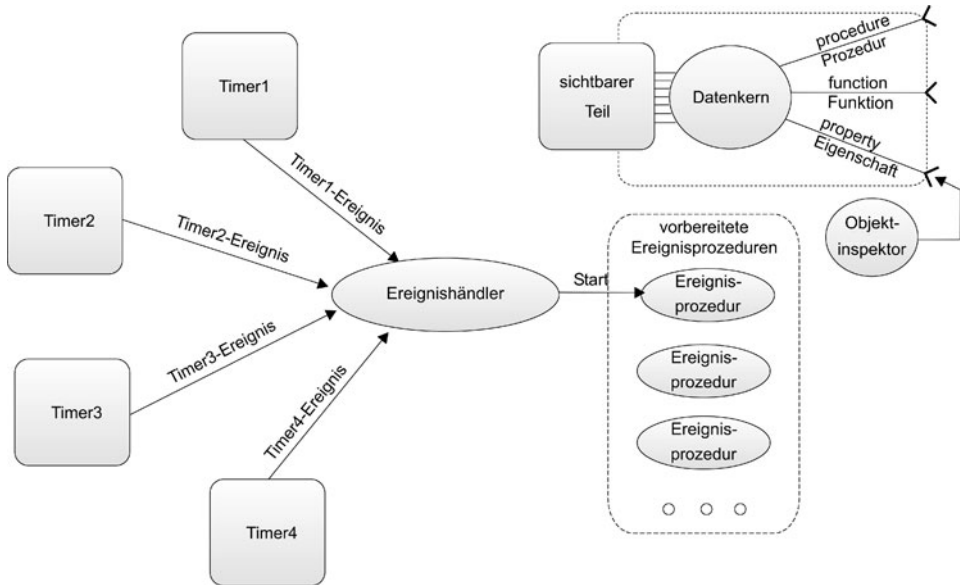 Timer1
Timer1-Ereignis
Timer2
Timer2-Ereignis
Ereignishändler
Timer3
Timer3-Ereignis
Timer4
Timer4-Ereignis
Start
sichtbarer
Teil
Datenkern
procedure
Prozedur
function
Funktion
property
Eigenschaft
Objekt-
inspektor
vorbereitete
Ereignisprozeduren
Ereignis-
prozedur
Ereignis-
prozedur
Ereignis-
prozedur